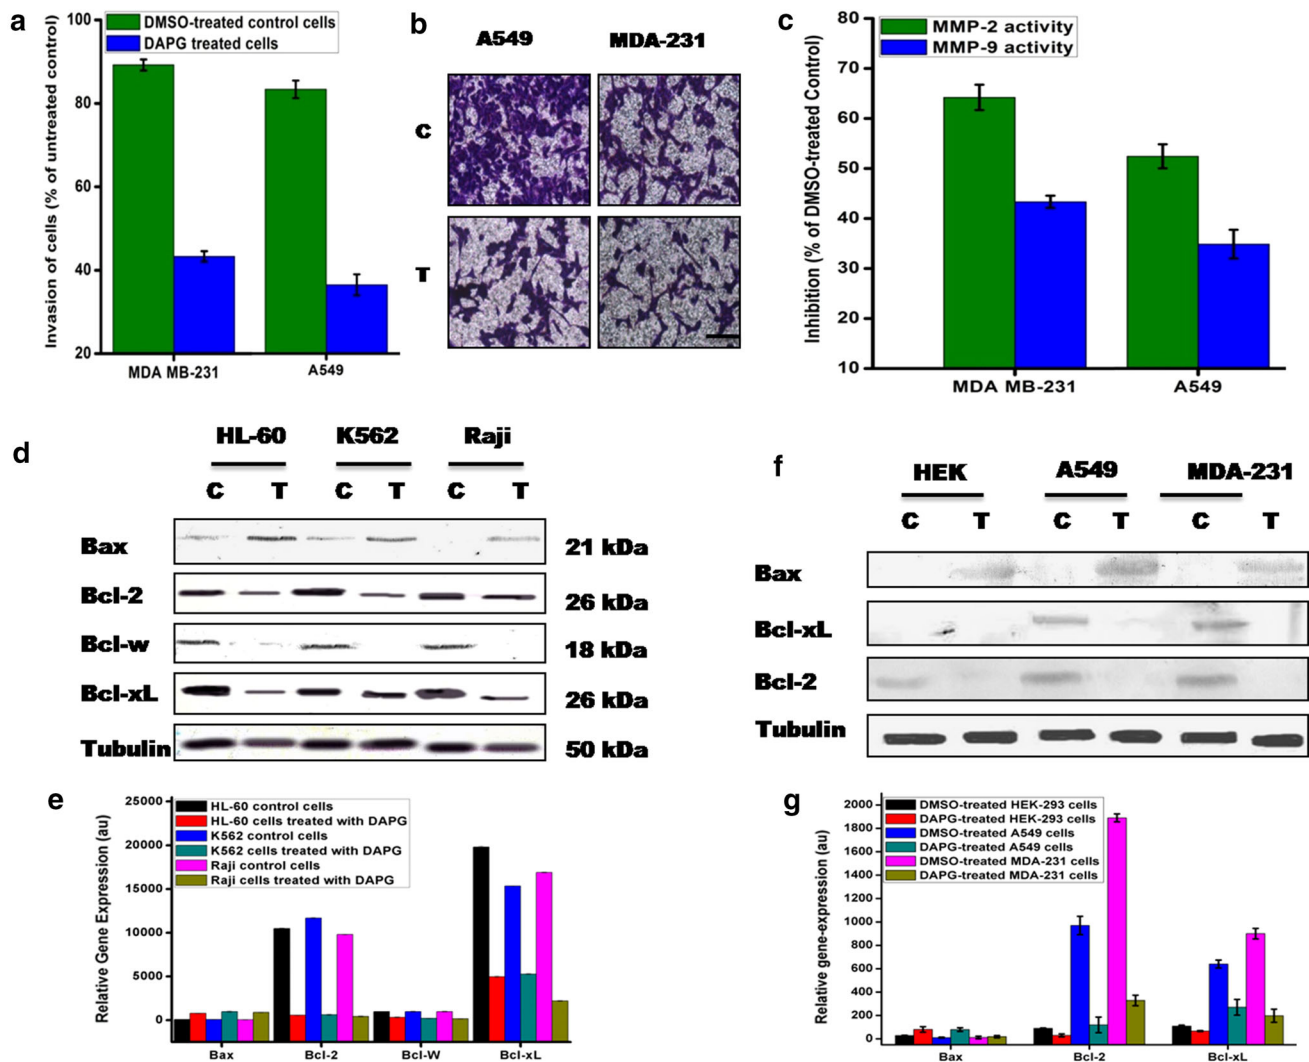 a
Invasion of cells (% of untreated control)
100
80
60
40
20
DMSO-treated control cells
DAPG treated cells
MDA MB-231
A549
b
A549
MDA-231
C
T
c
Inhibition (% of DMSO-treated Control)
80
70
60
50
40
30
20
10
MMP-2 activity
MMP-9 activity
MDA MB-231
A549
d
HL-60
K562
Raji
C T C T C T
Bax 21 kDa
Bcl-2 26 kDa
Bcl-w 18 kDa
Bcl-xL 26 kDa
Tubulin 50 kDa
f
HEK
A549
MDA-231
C T C T C T
Bax
Bcl-xL
Bcl-2
Tubulin
e
Relative Gene Expression (au)
25000
20000
15000
10000
5000
0
HL-60 control cells
HL-60 cells treated with DAPG
K562 control cells
K562 cells treated with DAPG
Raji control cells
Raji cells treated with DAPG
Bax
Bcl-2
Bcl-W
Bcl-xL
g
Relative gene-expression (au)
2000
1800
1600
1400
1200
1000
800
600
400
200
0
DMSO-treated HEK-293 cells
DAPG-treated HEK-293 cells
DMSO-treated A549 cells
DAPG-treated A549 cells
DMSO-treated MDA-231 cells
DAPG-treated MDA-231 cells
Bax
Bcl-2
Bcl-xL